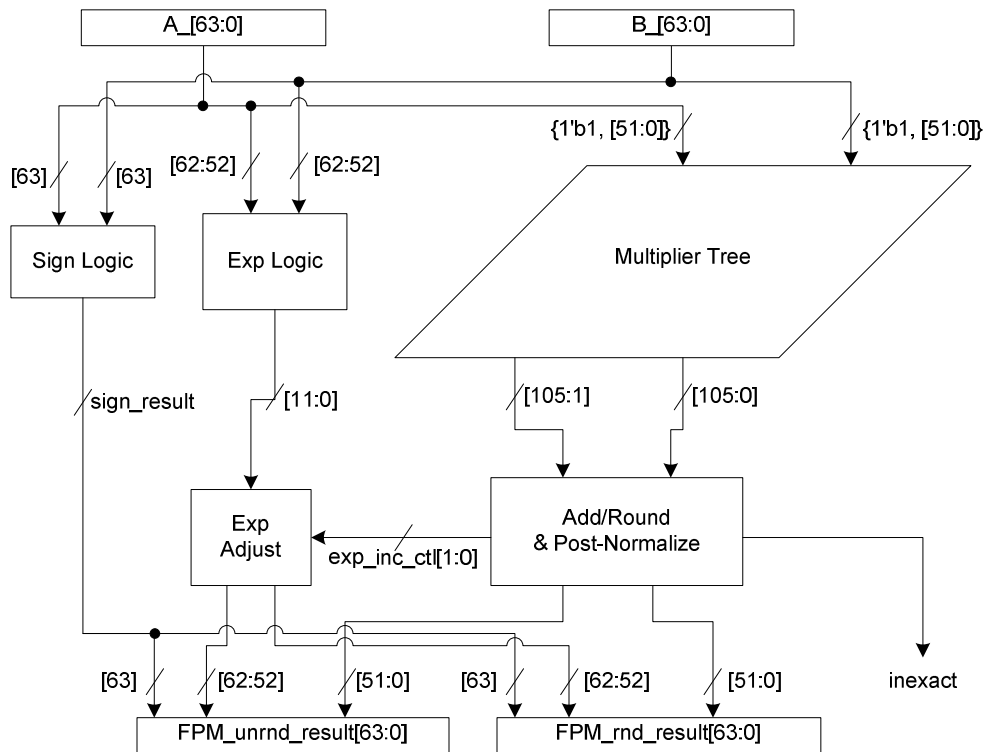 A_[63:0]
B_[63:0]
{1'b1, [51:0]}
{1'b1, [51:0]}
[63]
[63]
[62:52]
[62:52]
Sign Logic
Exp Logic
Multiplier Tree
sign_result
[11:0]
[105:1]
[105:0]
Exp
Adjust
exp_inc_ctl[1:0]
Add/Round
& Post-Normalize
[63]
[62:52]
[51:0]
[63]
[62:52]
[51:0]
inexact
FPM_unrnd_result[63:0]
FPM_rnd_result[63:0]